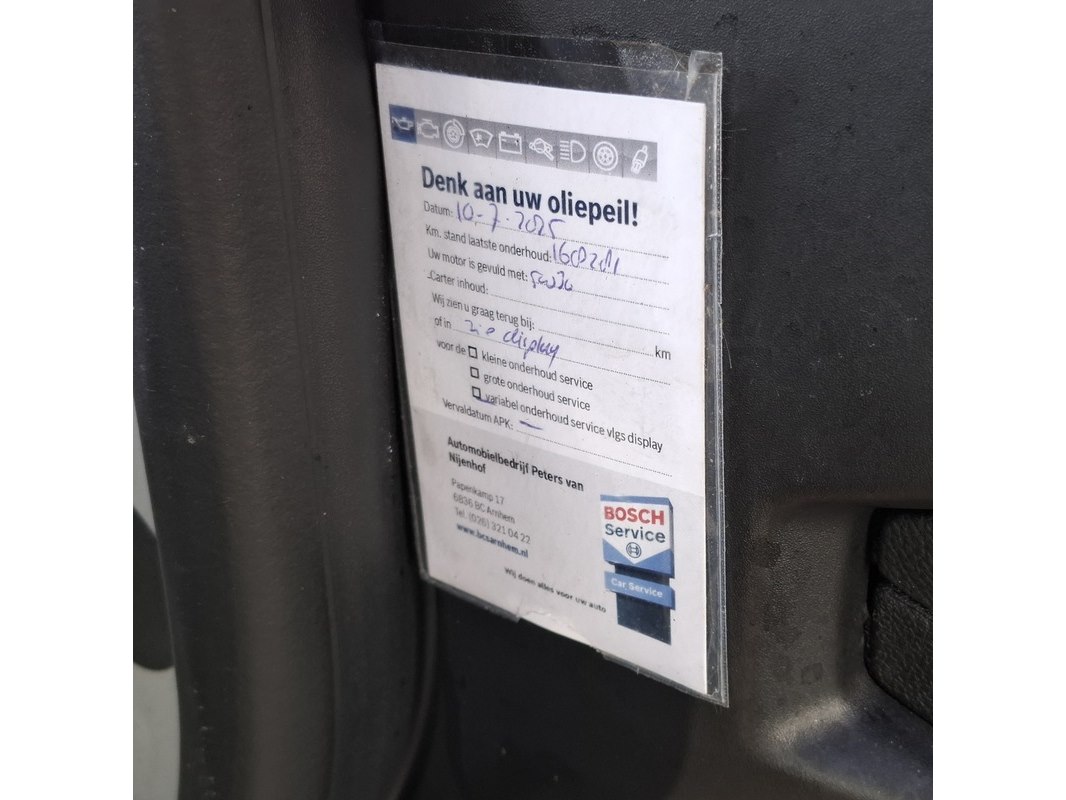 Denk aan uw oliepeil!
Datum: 10-7-2025
Km. stand laatste onderhoud:
Uw motor is gevuld met: 5w30
Carter inhoud:
Wij zien u graag terug bij: km
of in zie display
voor de kleine onderhoud service
grote onderhoud service
variabel onderhoud service vlgs display
Vervaldatum APK: —
Automobielbedrijf Peters van
Nijenhof
Papenkamp 17
6836 BC Arnhem
Tel. (026) 321 04 22
www.bcsarnhem.nl
Wij doen alles voor uw auto
BOSCH
Service
Car Service